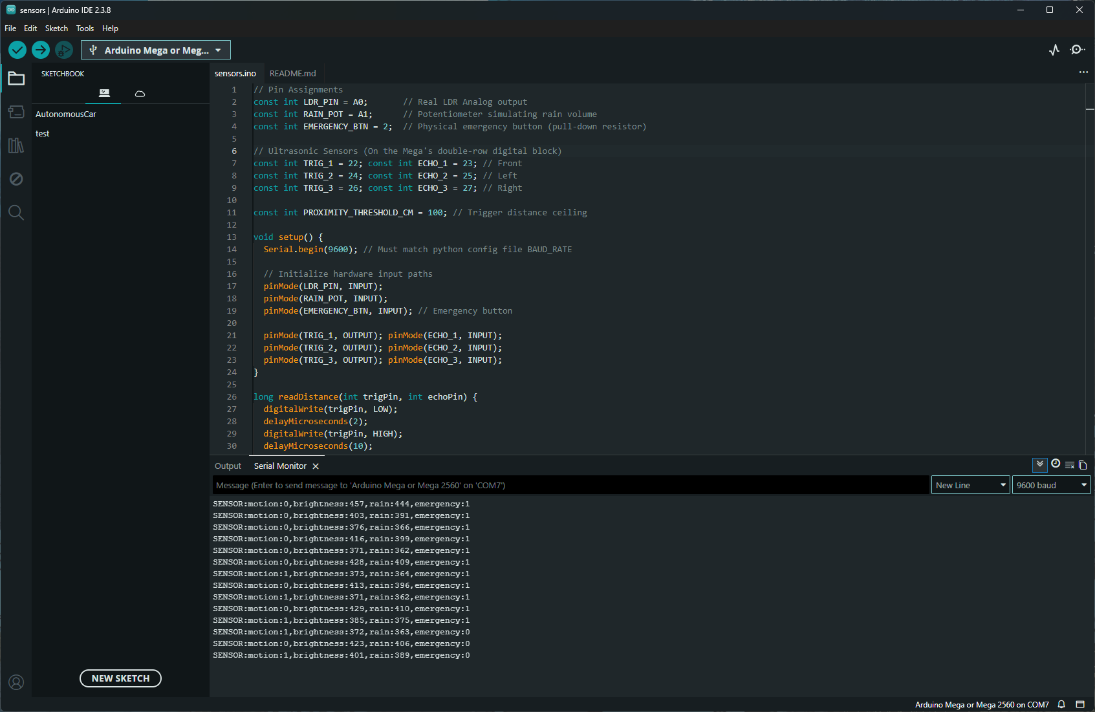 sensors | Arduino IDE 2.3.8
File Edit Sketch Tools Help
Arduino Mega or Meg...
SKETCHBOOK
AutonomousCar
test
NEW SKETCH
sensors.ino README.md
1 // Pin Assignments
2 const int LDR_PIN = A0; // Real LDR Analog output
3 const int RAIN_POT = A1; // Potentiometer simulating rain volume
4 const int EMERGENCY_BTN = 2; // Physical emergency button (pull-down resistor)
5
6 // Ultrasonic Sensors (On the Mega's double-row digital block)
7 const int TRIG_1 = 22; const int ECHO_1 = 23; // Front
8 const int TRIG_2 = 24; const int ECHO_2 = 25; // Left
9 const int TRIG_3 = 26; const int ECHO_3 = 27; // Right
10
11 const int PROXIMITY_THRESHOLD_CM = 100; // Trigger distance ceiling
12
13 void setup() {
14 Serial.begin(9600); // Must match python config file BAUD_RATE
15
16 // Initialize hardware input paths
17 pinMode(LDR_PIN, INPUT);
18 pinMode(RAIN_POT, INPUT);
19 pinMode(EMERGENCY_BTN, INPUT); // Emergency button
20
21 pinMode(TRIG_1, OUTPUT); pinMode(ECHO_1, INPUT);
22 pinMode(TRIG_2, OUTPUT); pinMode(ECHO_2, INPUT);
23 pinMode(TRIG_3, OUTPUT); pinMode(ECHO_3, INPUT);
24 }
25
26 long readDistance(int trigPin, int echoPin) {
27 digitalWrite(trigPin, LOW);
28 delayMicroseconds(2);
29 digitalWrite(trigPin, HIGH);
30 delayMicroseconds(10);
Output Serial Monitor
Message (Enter to send message to 'Arduino Mega or Mega 2560' on 'COM7')
New Line
9600 baud
SENSOR:motion:0,brightness:457,rain:444,emergency:1
SENSOR:motion:0,brightness:403,rain:391,emergency:1
SENSOR:motion:0,brightness:376,rain:366,emergency:1
SENSOR:motion:0,brightness:416,rain:399,emergency:1
SENSOR:motion:0,brightness:371,rain:362,emergency:1
SENSOR:motion:0,brightness:428,rain:409,emergency:1
SENSOR:motion:1,brightness:373,rain:364,emergency:1
SENSOR:motion:0,brightness:413,rain:396,emergency:1
SENSOR:motion:1,brightness:371,rain:362,emergency:1
SENSOR:motion:0,brightness:429,rain:410,emergency:1
SENSOR:motion:1,brightness:385,rain:375,emergency:1
SENSOR:motion:1,brightness:372,rain:363,emergency:0
SENSOR:motion:0,brightness:423,rain:406,emergency:0
SENSOR:motion:1,brightness:401,rain:389,emergency:0
Arduino Mega or Mega 2560 on COM7